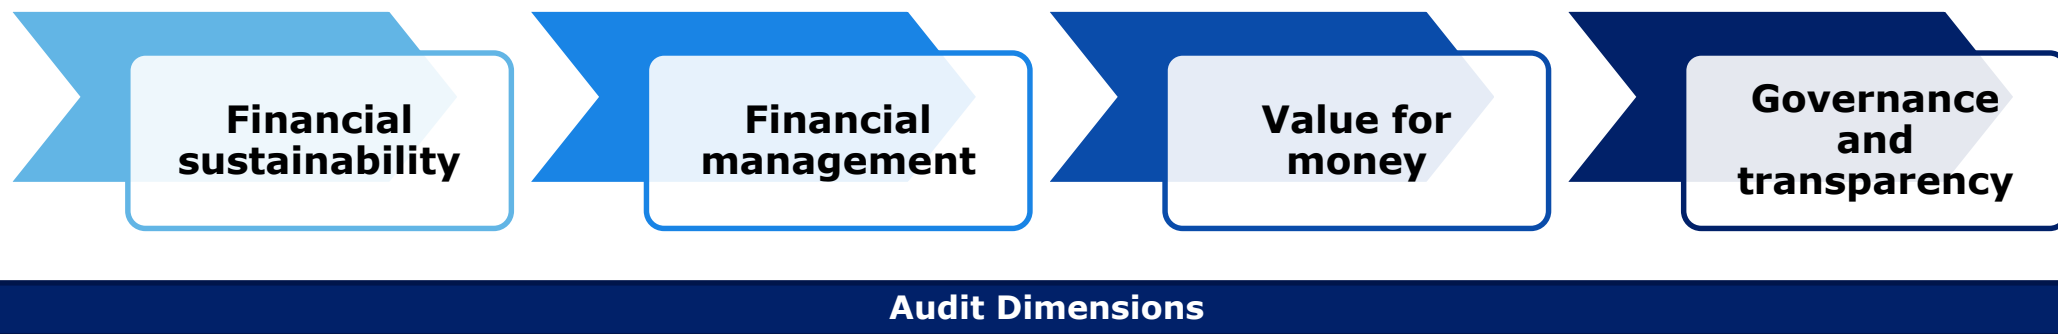 Financial
sustainability
Financial
management
Value for
money
Governance
and
transparency
Audit Dimensions